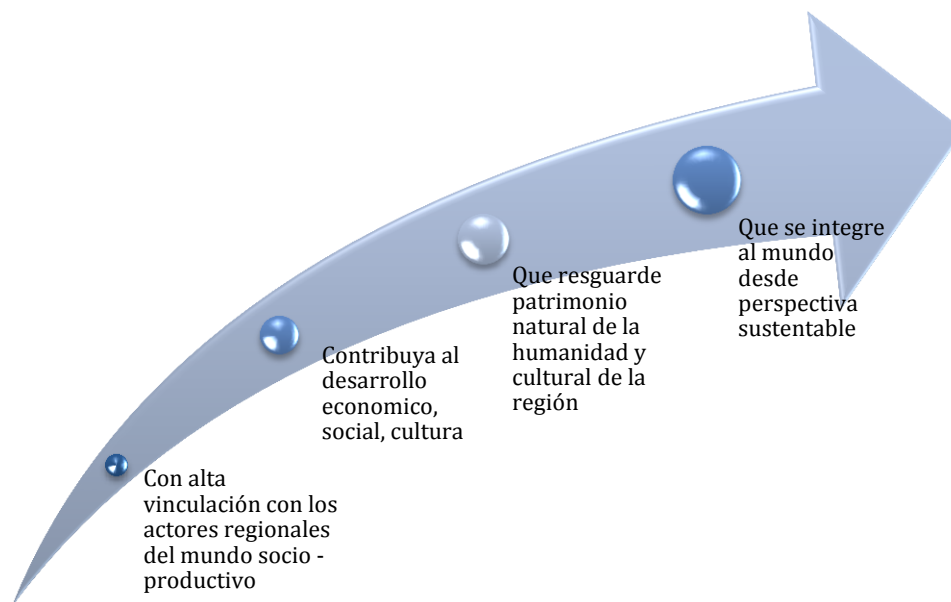 Con alta
vinculación con los
actores regionales
del mundo socio -
productivo
Contribuya al
desarrollo
economico,
social, cultura
Que resguarde
patrimonio
natural de la
humanidad y
cultural de la
región
Que se integre
al mundo
desde
perspectiva
sustentable